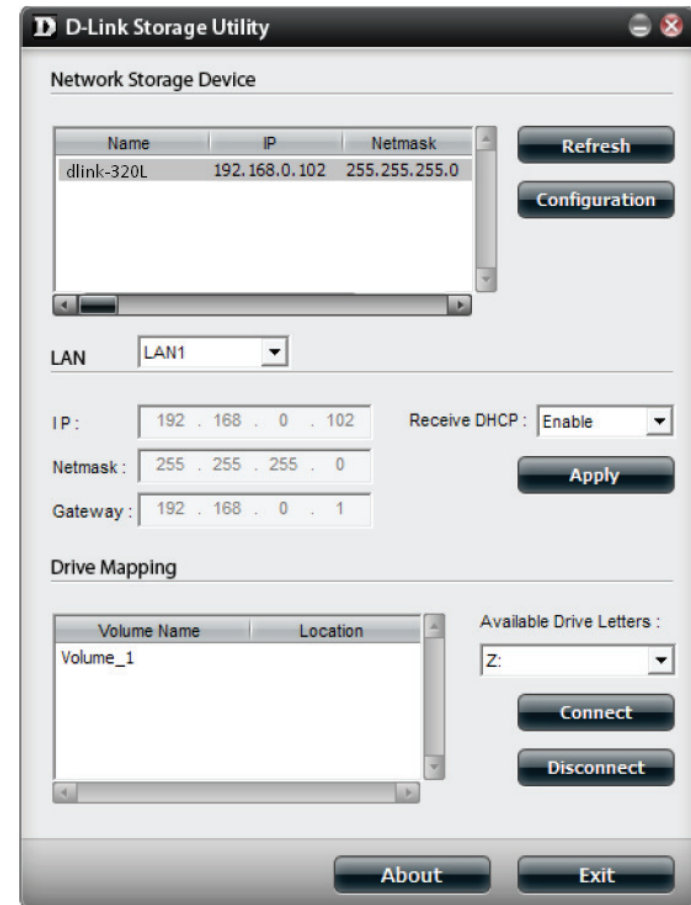 D D-Link Storage Utility
Network Storage Device
Name IP Netmask
dlink-320L 192.168.0.102 255.255.255.0
Refresh
Configuration
LAN LAN1
IP : 192 . 168 . 0 . 102 Receive DHCP : Enable
Netmask : 255 . 255 . 255 . 0 Apply
Gateway : 192 . 168 . 0 . 1
Drive Mapping
Volume Name Location
Volume_1
Available Drive Letters :
Z:
Connect
Disconnect
About Exit